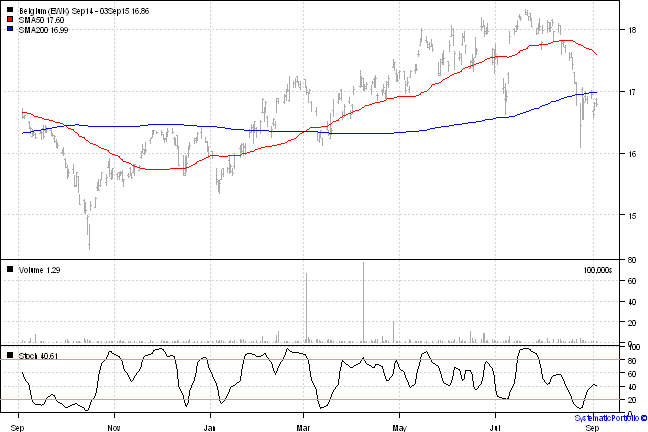 Belgium (EWK) Sep14 - 03Sep15 16.86
SMA50 17.60
SMA200 16.99
18
17
16
15
Volume 1.29
100,000s
80
60
40
20
0
Stoch 40.61
100
80
60
40
20
0
Sep
Nov
Jan
Mar
May
Jul
Sep
SystematicPortfolio ©